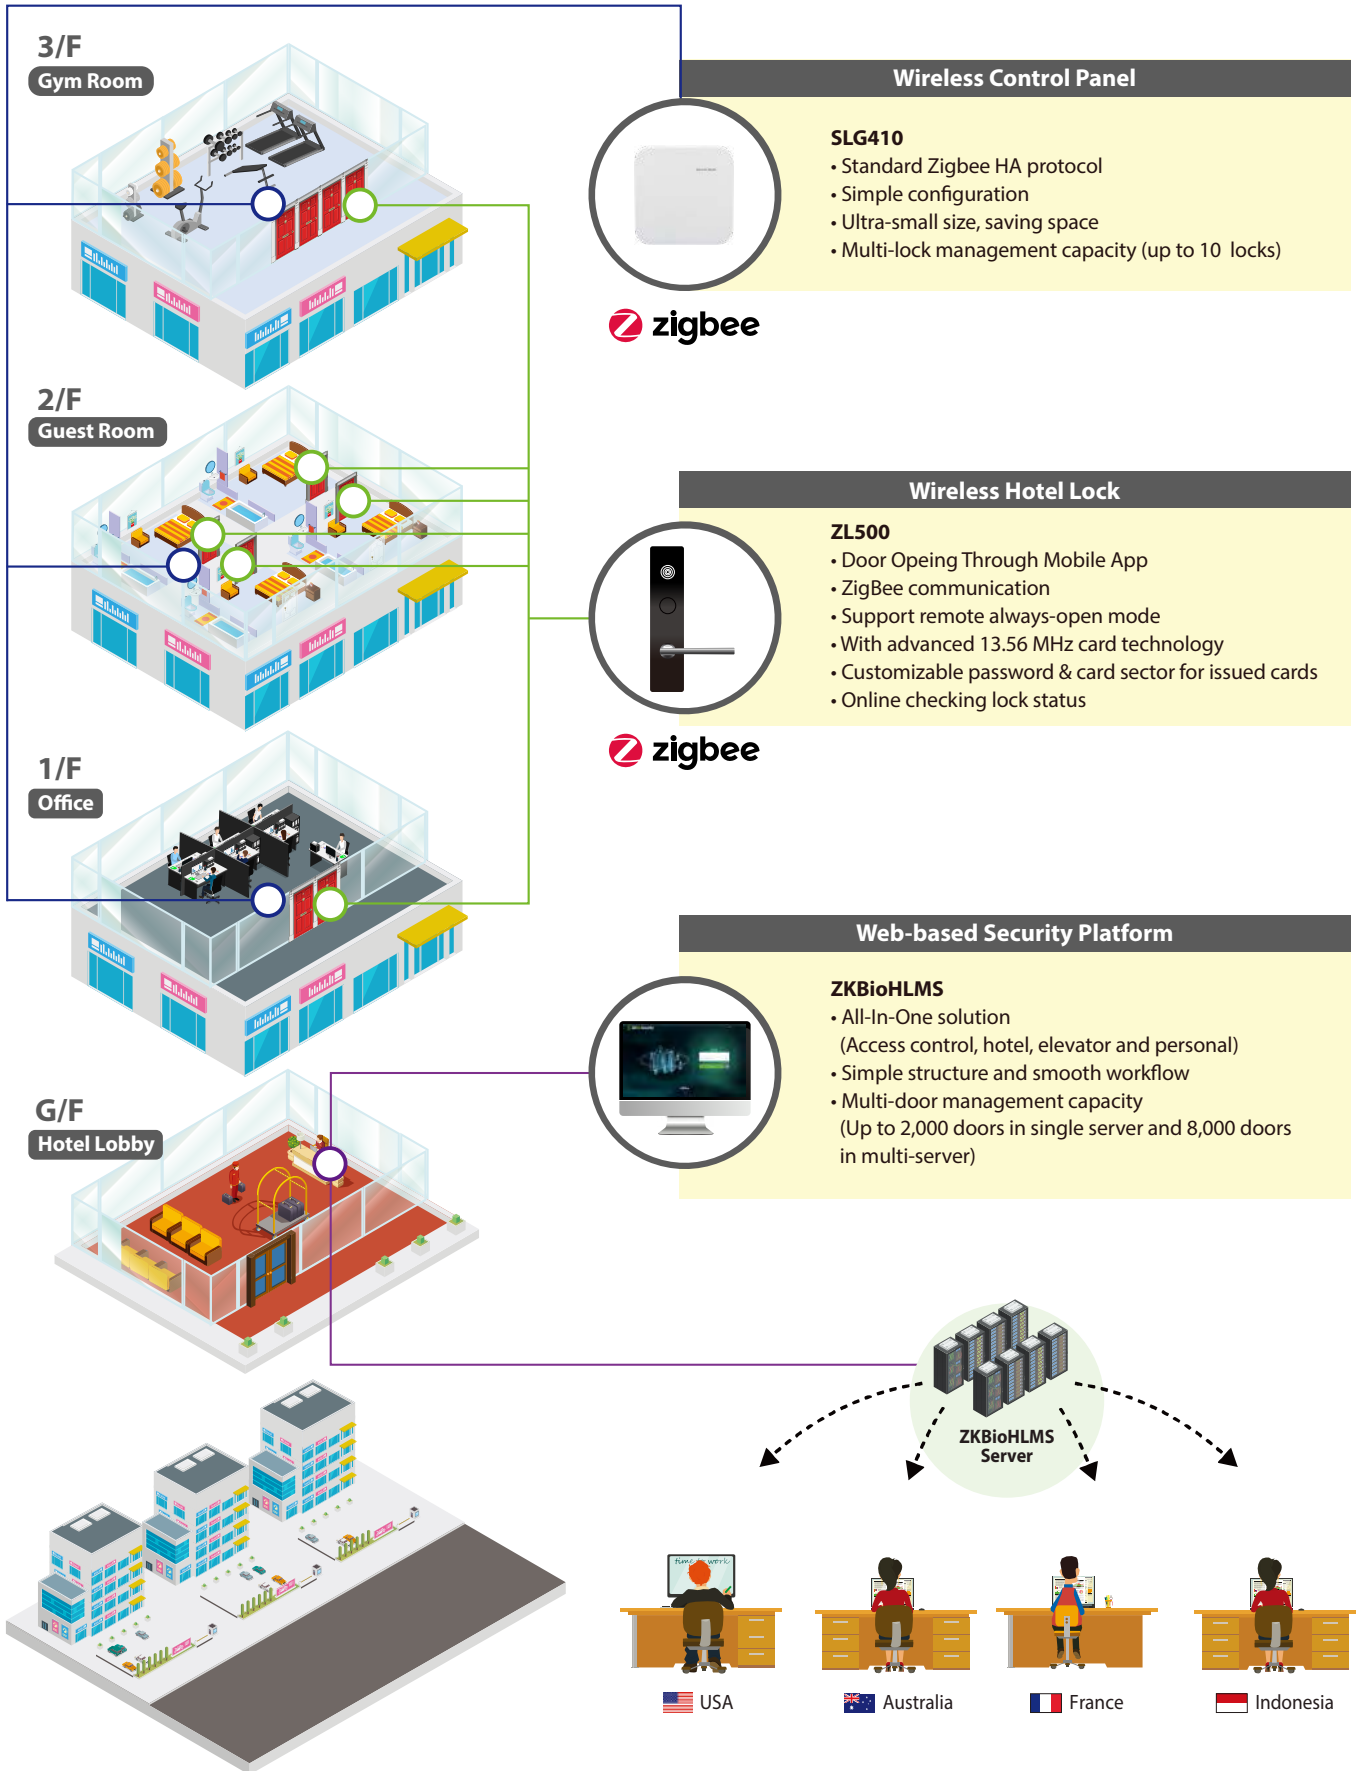 3/F
Gym Room
Wireless Control Panel
SLG410
• Standard Zigbee HA protocol
• Simple configuration
• Ultra-small size, saving space
• Multi-lock management capacity (up to 10 locks)
zigbee
2/F
Guest Room
Wireless Hotel Lock
ZL500
• Door Opeing Through Mobile App
• ZigBee communication
• Support remote always-open mode
• With advanced 13.56 MHz card technology
• Customizable password & card sector for issued cards
• Online checking lock status
zigbee
1/F
Office
Web-based Security Platform
ZKBioHLMS
• All-In-One solution
(Access control, hotel, elevator and personal)
• Simple structure and smooth workflow
• Multi-door management capacity
(Up to 2,000 doors in single server and 8,000 doors
in multi-server)
G/F
Hotel Lobby
ZKBioHLMS
Server
time to work
USA
Australia
France
Indonesia